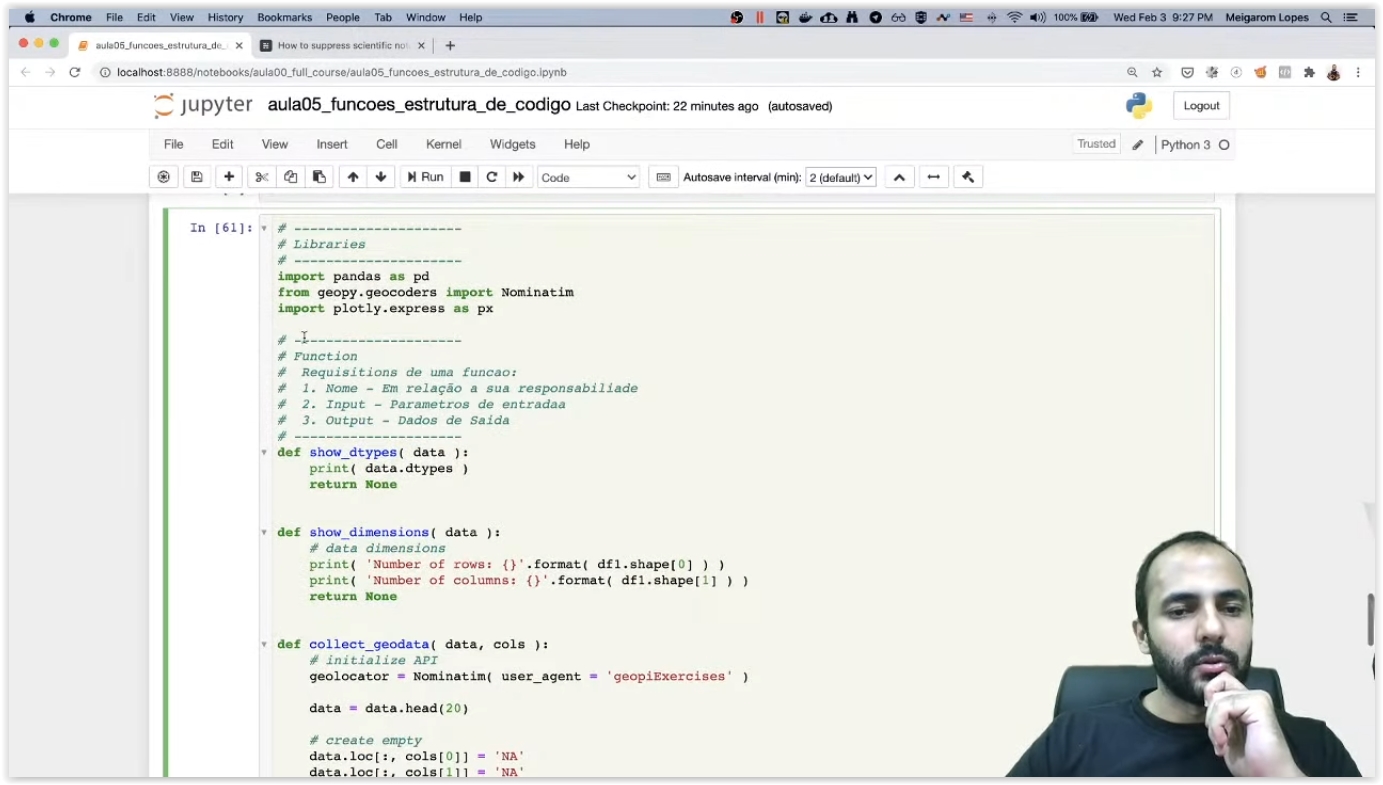 Chrome File Edit View History Bookmarks People Tab Window Help 100% Wed Feb 3 9:27 PM Meigarom Lopes
aula05_funcoes_estrutura_de_ How to suppress scientific not
localhost:8888/notebooks/aula00_full_course/aula05_funcoes_estrutura_de_codigo.ipynb
jupyter aula05_funcoes_estrutura_de_codigo Last Checkpoint: 22 minutes ago (autosaved) Logout
File Edit View Insert Cell Kernel Widgets Help Trusted Python 3
Run Code Autosave interval (min): 2 (default)
In [61]: # ---------------------
# Libraries
# ---------------------
import pandas as pd
from geopy.geocoders import Nominatim
import plotly.express as px
# ---------------------
# Function
#  Requisitions de uma funcao:
#  1. Nome - Em relação a sua responsabiliade
#  2. Input - Parametros de entradaa
#  3. Output - Dados de Saida
# ---------------------
def show_dtypes( data ):
    print( data.dtypes )
    return None
def show_dimensions( data ):
    # data dimensions
    print( 'Number of rows: {}'.format( df1.shape[0] ) )
    print( 'Number of columns: {}'.format( df1.shape[1] ) )
    return None
def collect_geodata( data, cols ):
    # initialize API
    geolocator = Nominatim( user_agent = 'geopiExercises' )
    data = data.head(20)
    # create empty
    data.loc[:, cols[0]] = 'NA'
    data.loc[:, cols[1]] = 'NA'